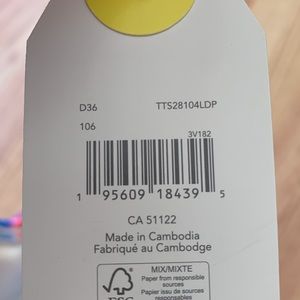 D36 TTS28104LDP
106
3V182
1 95609 18439 5
CA 51122
Made in Cambodia
Fabriqué au Cambodge
MIX/MIXTE
Paper from responsible
sources
Papier issu de sources
responsables
FSC